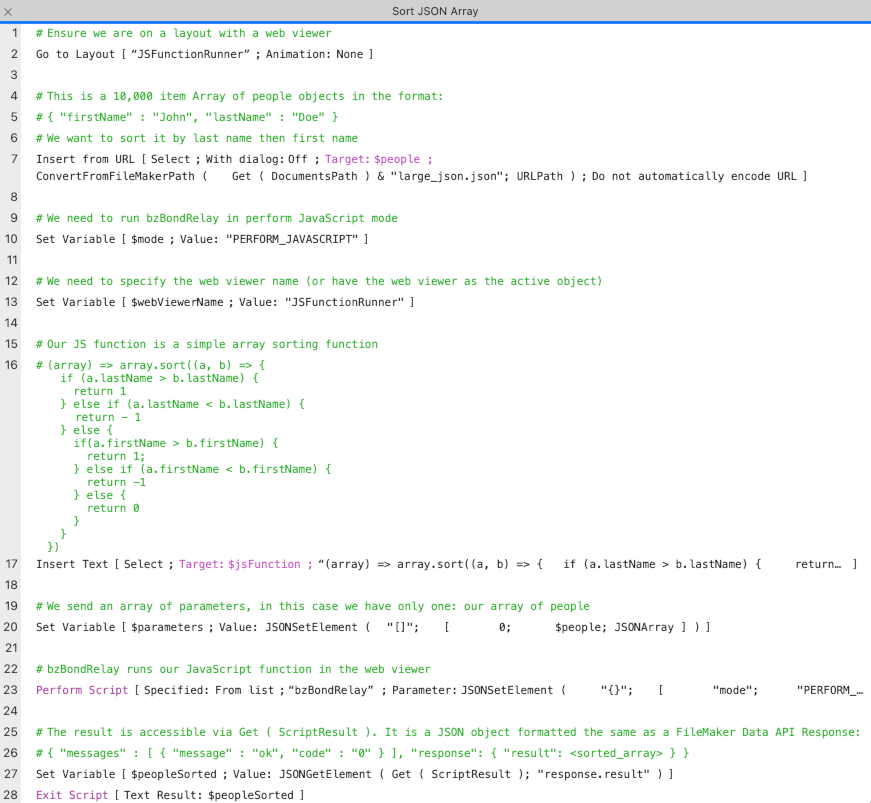 × Sort JSON Array
1 # Ensure we are on a layout with a web viewer
2 Go to Layout [ “JSFunctionRunner” ; Animation: None ]
3
4 # This is a 10,000 item Array of people objects in the format:
5 # { "firstName" : "John", "lastName" : "Doe" }
6 # We want to sort it by last name then first name
7 Insert from URL [ Select ; With dialog: Off ; Target: $people ;
ConvertFromFileMakerPath ( Get ( DocumentsPath ) & "large_json.json"; URLPath ) ; Do not automatically encode URL ]
8
9 # We need to run bzBondRelay in perform JavaScript mode
10 Set Variable [ $mode ; Value: "PERFORM_JAVASCRIPT" ]
11
12 # We need to specify the web viewer name (or have the web viewer as the active object)
13 Set Variable [ $webViewerName ; Value: "JSFunctionRunner" ]
14
15 # Our JS function is a simple array sorting function
16 # (array) => array.sort((a, b) => {
if (a.lastName > b.lastName) {
return 1
} else if (a.lastName < b.lastName) {
return – 1
} else {
if(a.firstName > b.firstName) {
return 1;
} else if (a.firstName < b.firstName) {
return –1
} else {
return 0
}
}
})
17 Insert Text [ Select ; Target: $jsFunction ; “(array) => array.sort((a, b) => { if (a.lastName > b.lastName) { return… ]
18
19 # We send an array of parameters, in this case we have only one: our array of people
20 Set Variable [ $parameters ; Value: JSONSetElement ( "[]"; [ 0; $people; JSONArray ] ) ]
21
22 # bzBondRelay runs our JavaScript function in the web viewer
23 Perform Script [ Specified: From list ; “bzBondRelay” ; Parameter: JSONSetElement ( "{}"; [ "mode"; "PERFORM_…
24
25 # The result is accessible via Get ( ScriptResult ). It is a JSON object formatted the same as a FileMaker Data API Response:
26 # { "messages" : [ { "message" : "ok", "code" : "0" } ], "response": { "result": <sorted_array> } }
27 Set Variable [ $peopleSorted ; Value: JSONGetElement ( Get ( ScriptResult ); "response.result" ) ]
28 Exit Script [ Text Result: $peopleSorted ]